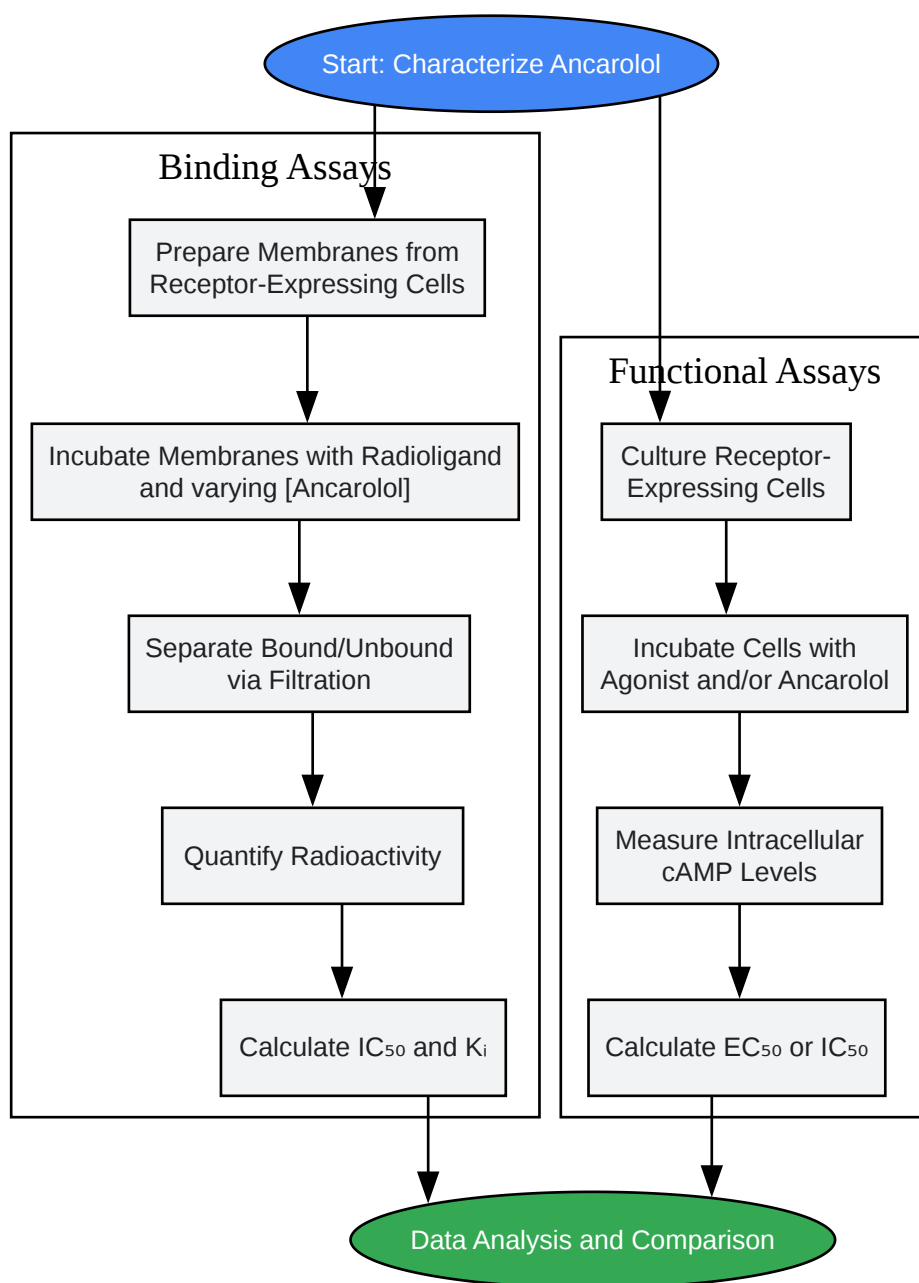 Start: Characterize Ancarolol
Binding Assays
Prepare Membranes from
Receptor-Expressing Cells
Incubate Membranes with Radioligand
and varying [Ancarolol]
Separate Bound/Unbound
via Filtration
Quantify Radioactivity
Calculate IC₅₀ and Kᵢ
Functional Assays
Culture Receptor-
Expressing Cells
Incubate Cells with
Agonist and/or Ancarolol
Measure Intracellular
cAMP Levels
Calculate EC₅₀ or IC₅₀
Data Analysis and Comparison